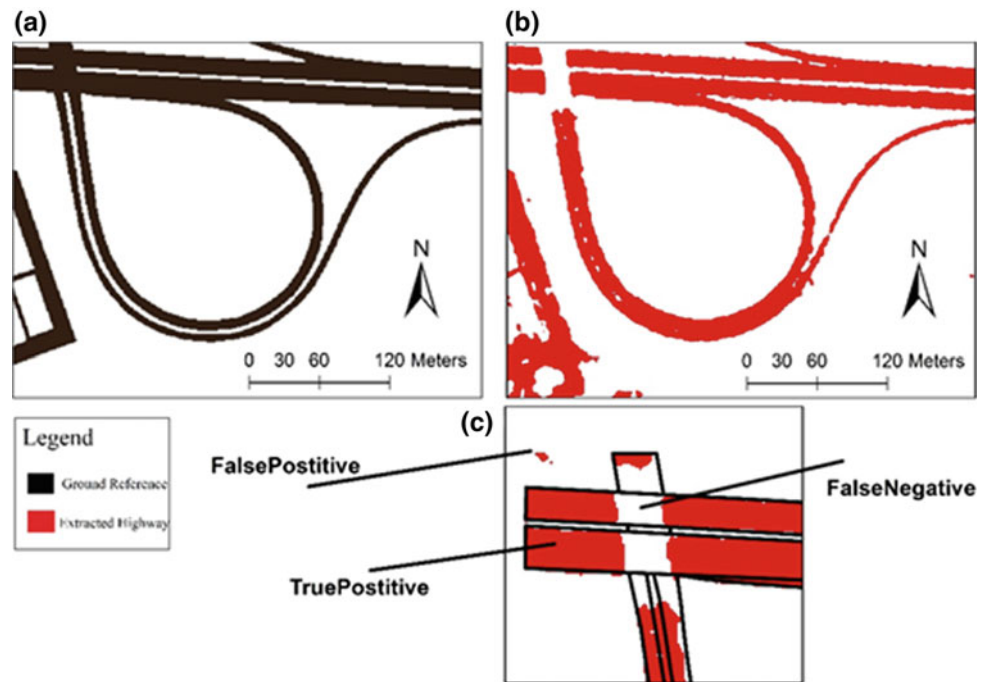 (a)
(b)
N
N
0 30 60 120 Meters
0 30 60 120 Meters
(c)
Legend
Ground Reference
Extracted Highway
FalsePostitive
FalseNegative
TruePostitive